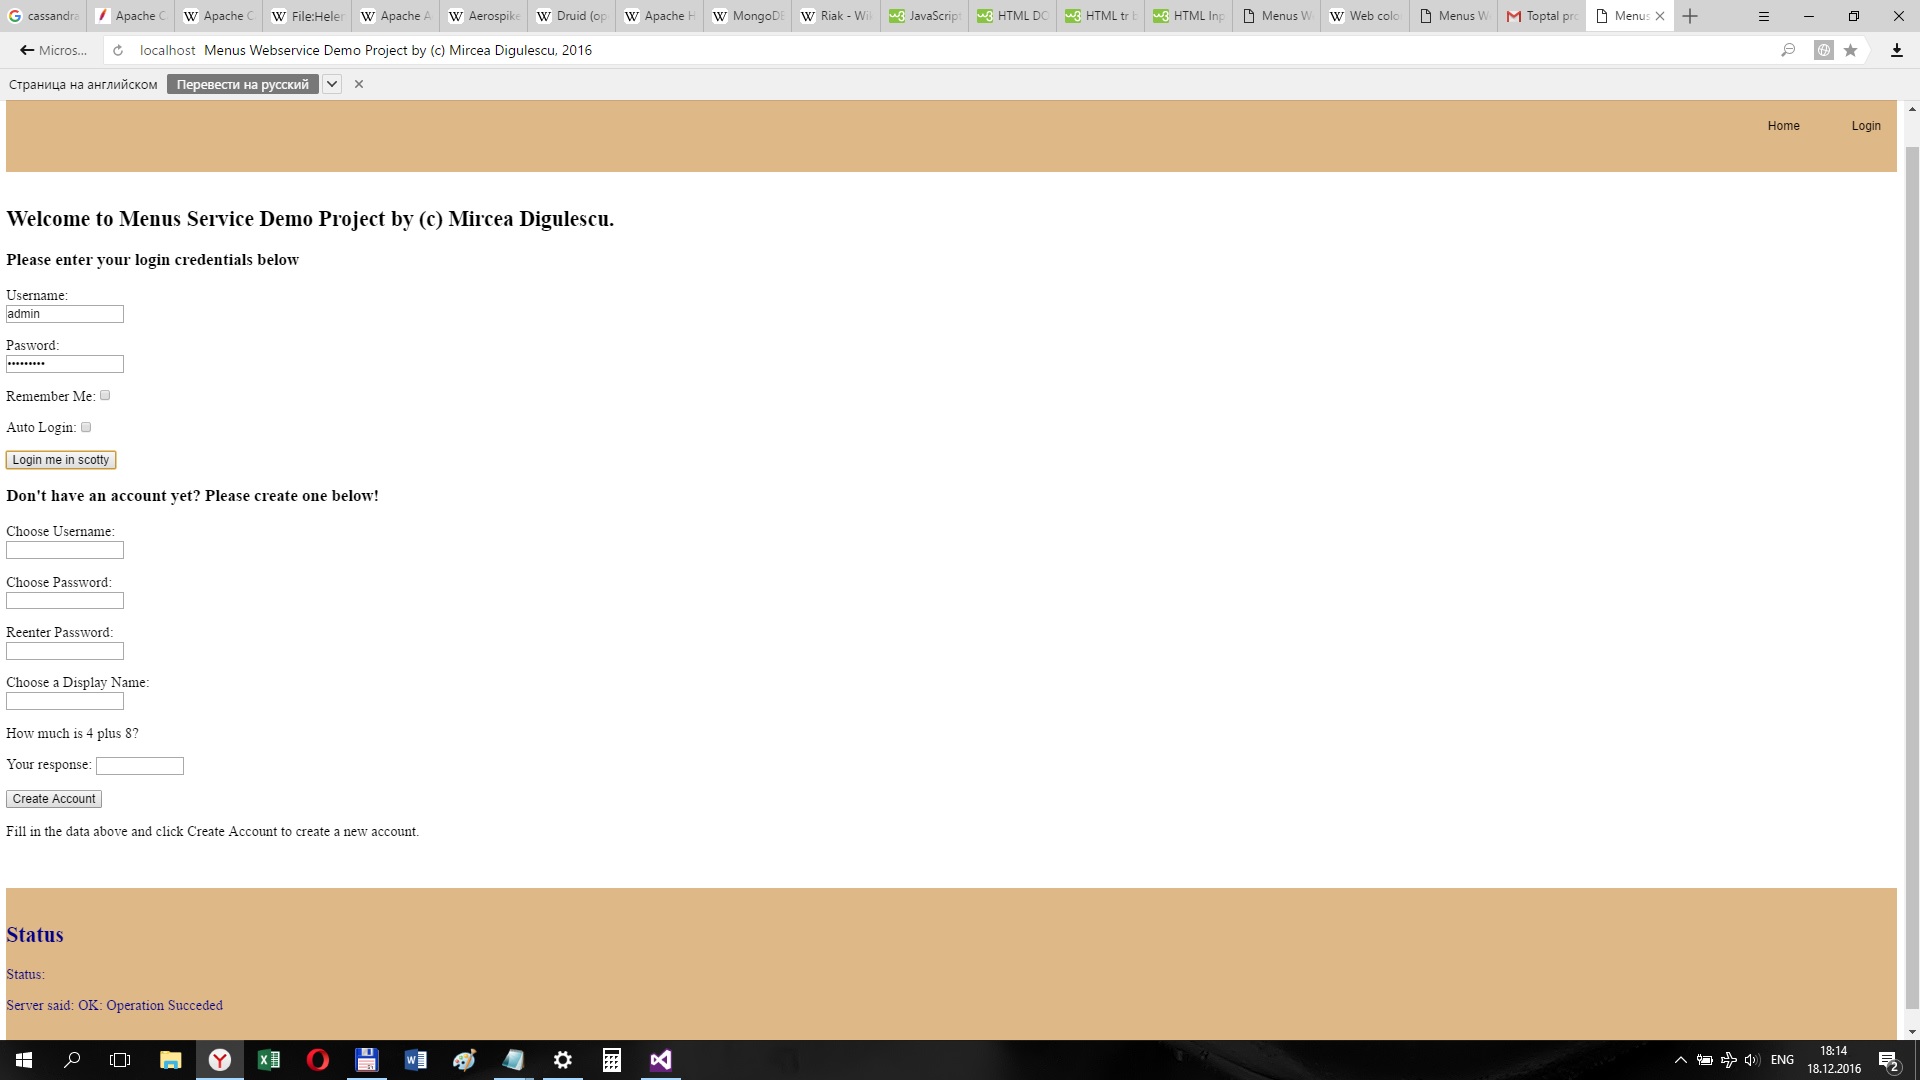 cassandra
Apache C
Apache C
File:Heler
Apache A
Aerospike
Druid (op
Apache H
MongoDB
Riak - Wik
JavaScript
HTML DO
HTML tr b
HTML Inp
Menus W
Web colo
Menus W
Toptal pro
Menus
Micros...
localhost Menus Webservice Demo Project by (c) Mircea Digulescu, 2016
Страница на английском Перевести на русский
Home Login
Welcome to Menus Service Demo Project by (c) Mircea Digulescu.
Please enter your login credentials below
Username:
admin
Pasword:
•••••••••
Remember Me:
Auto Login:
Login me in scotty
Don't have an account yet? Please create one below!
Choose Username:
Choose Password:
Reenter Password:
Choose a Display Name:
How much is 4 plus 8?
Your response:
Create Account
Fill in the data above and click Create Account to create a new account.
Status
Status:
Server said: OK: Operation Succeded
ENG
18:14
18.12.2016
2